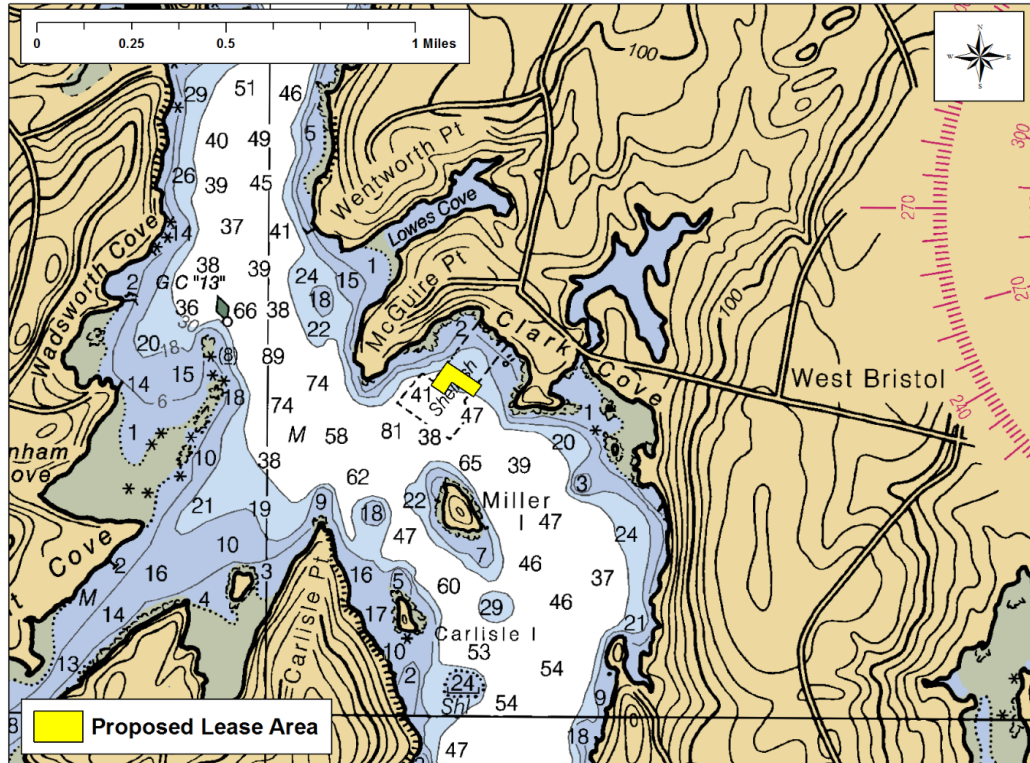 0 0.25 0.5 1 Miles
N
W E
S
100
29 51 46
5
40 49
26 39 45
Wentworth Pt
300
Lowes Cove
270
14 37 41
1
38 39 24 15
G C "13"
2
18
McGuire Pt
Wadsworth Cove
36 66 38
30
22
270
100
20 18 (8) 89
2
Clark Cove
3
15
14 18 74
41 Shellfish
West Bristol
240
6
74 47
1
1
M 58 81 38
20
10
nham
ove
38 62 65 39
3
9 22 Miller I
18 47
21 19
24
47 7
10 46
Cove
2 16 3 16 5 60 37
M 4 17 29 46
14
Carlisle Pt
Carlisle I
21
10 53
13 2 54
24 9
Shl 54
8 18
47 2
Proposed Lease Area